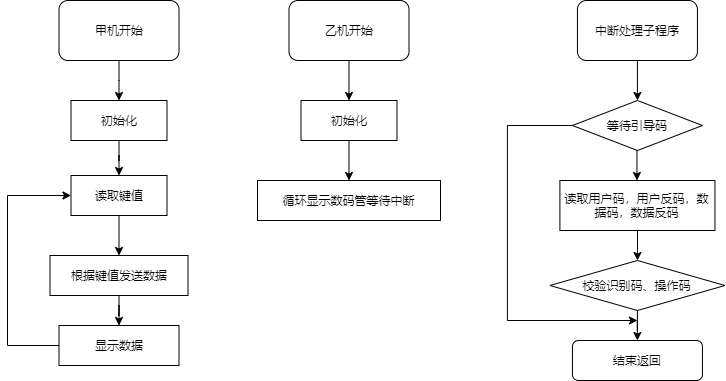 甲机开始
初始化
读取键值
根据键值发送数据
显示数据
乙机开始
初始化
循环显示数码管等待中断
中断处理子程序
等待引导码
读取用户码，用户反码，数
据码，数据反码
校验识别码、操作码
结束返回